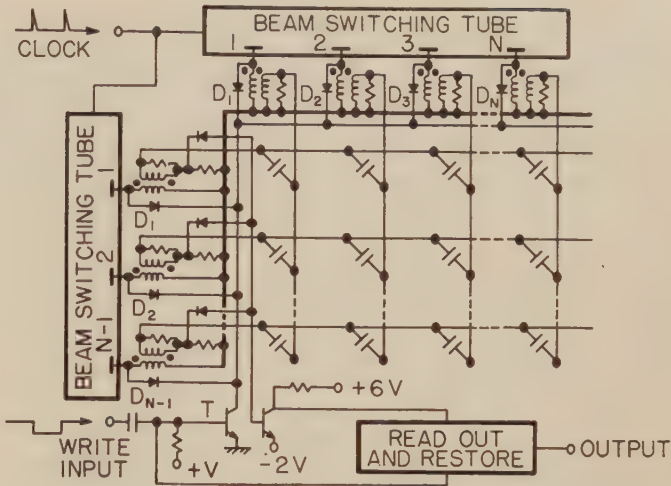 BEAM SWITCHING TUBE
1 2 3 N
CLOCK
D1 D2 D3 DN
BEAM SWITCHING TUBE
1
D1
2
D2
N-1
DN-1
T
+6V
WRITE INPUT
+V
-2V
READ OUT AND RESTORE
OUTPUT